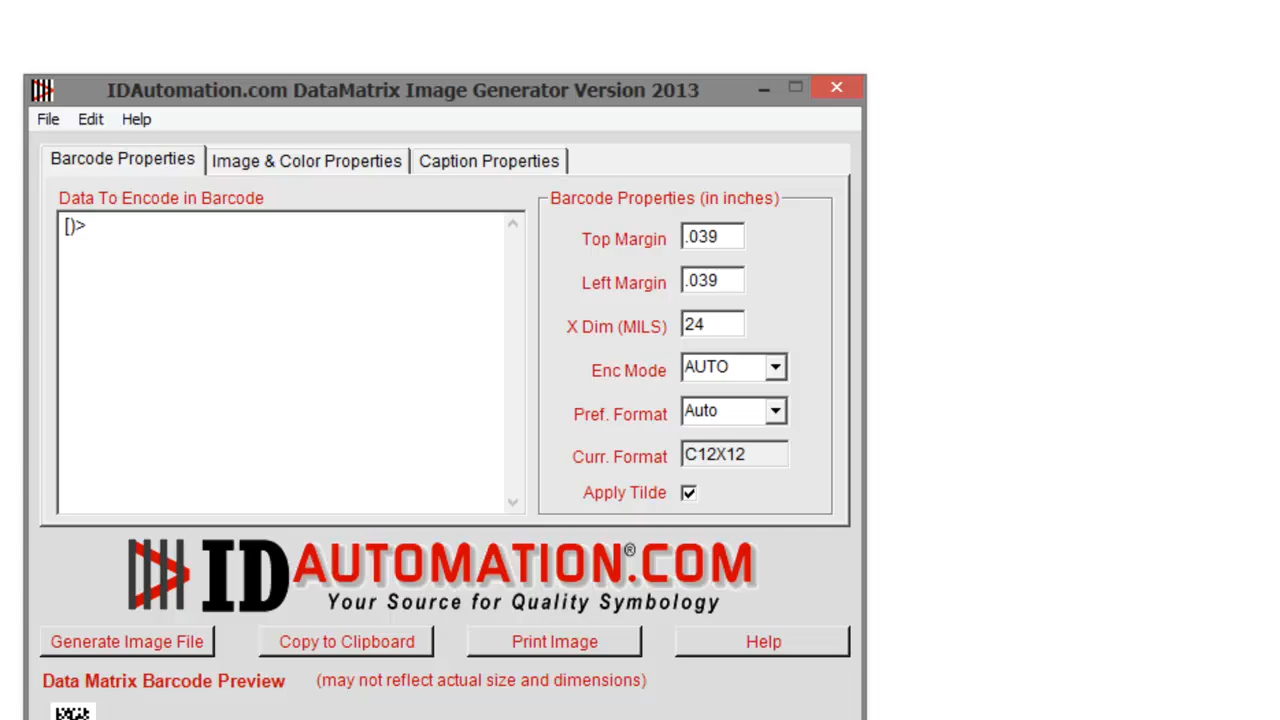 IDAutomation.com DataMatrix Image Generator Version 2013
File Edit Help
Barcode Properties Image & Color Properties Caption Properties
Data To Encode in Barcode
[)>
Barcode Properties (in inches)
Top Margin .039
Left Margin .039
X Dim (MILS) 24
Enc Mode AUTO
Pref. Format Auto
Curr. Format C12X12
Apply Tilde
IDAUTOMATION.COM®
Your Source for Quality Symbology
Generate Image File Copy to Clipboard Print Image Help
Data Matrix Barcode Preview (may not reflect actual size and dimensions)